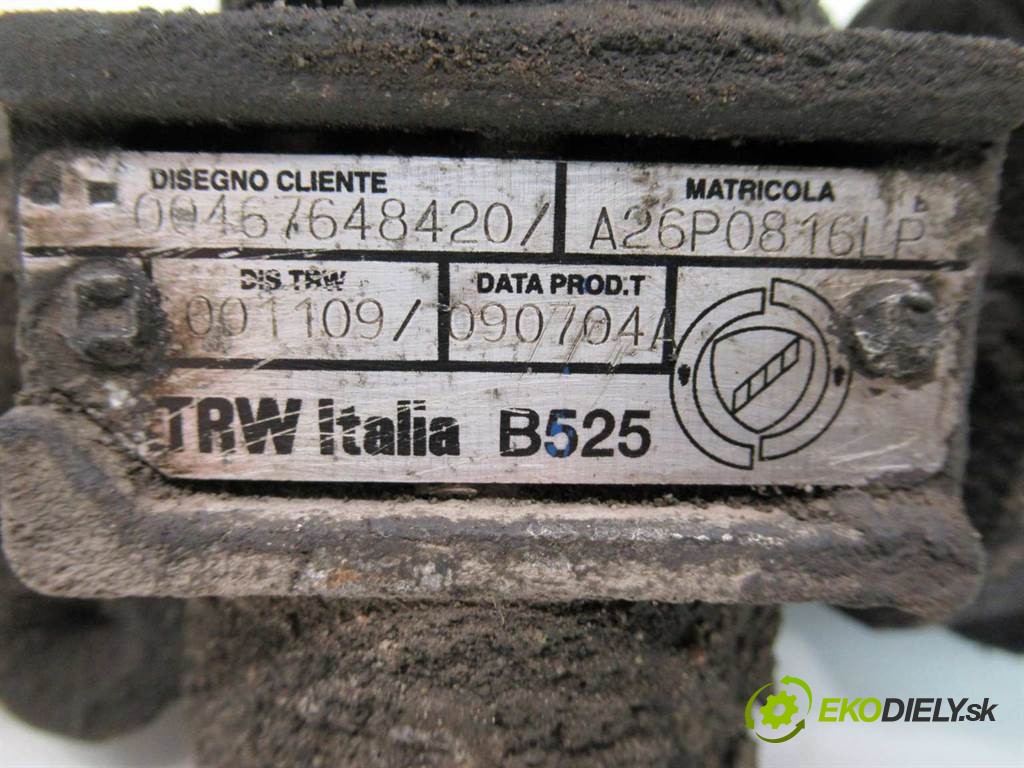 DISEGNO CLIENTE
MATRICOLA
00467648420/
A26P0816LP
DIS.TRW
DATA PROD.T
001109/
090704A
TRW Italia B525
EKODIELY.sk